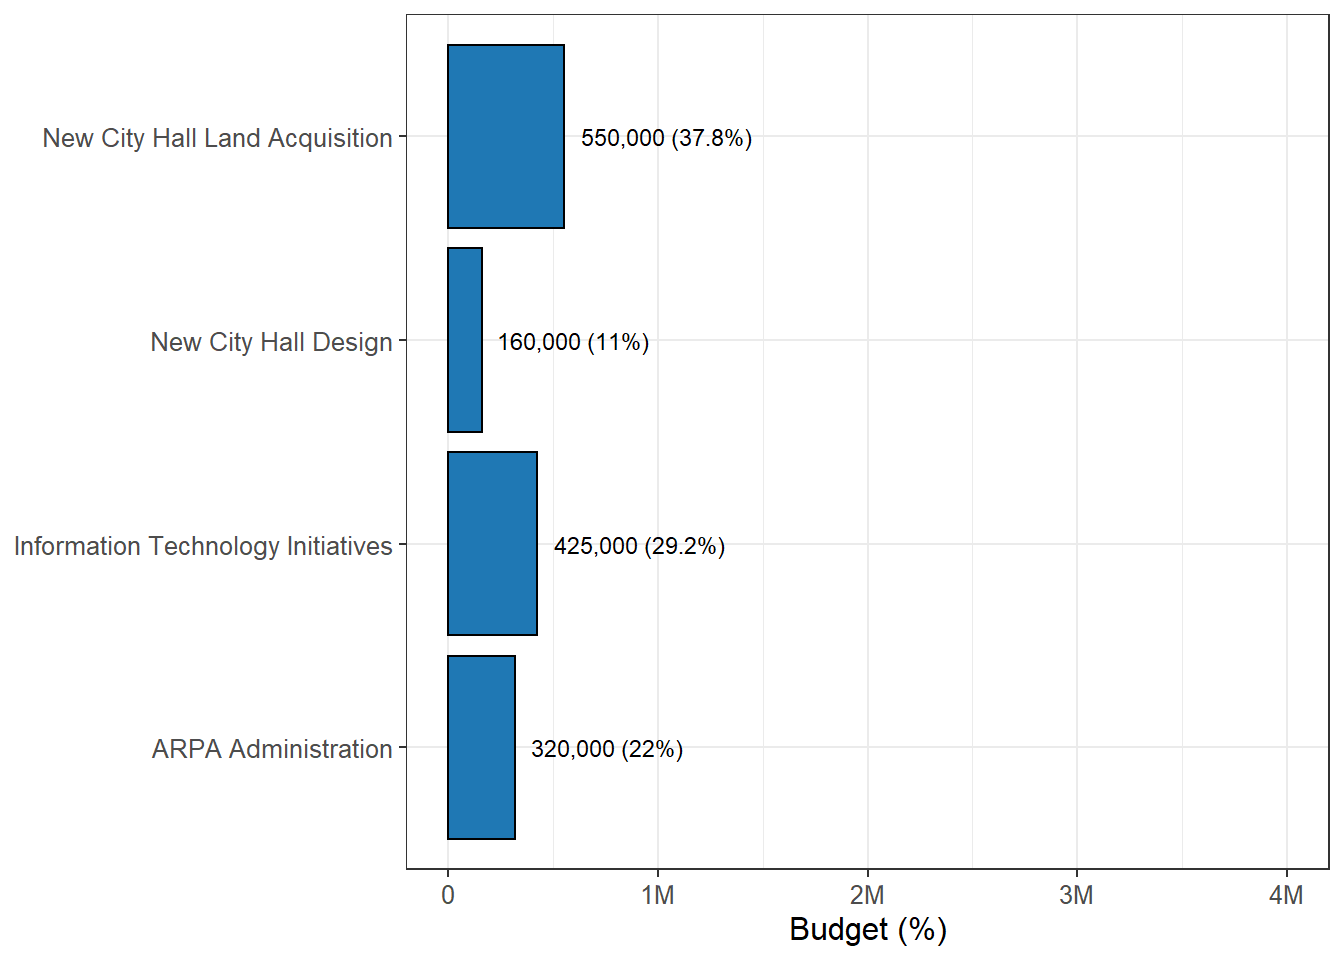 New City Hall Land Acquisition
550,000 (37.8%)
New City Hall Design
160,000 (11%)
Information Technology Initiatives
425,000 (29.2%)
ARPA Administration
320,000 (22%)
0 1M 2M 3M 4M
Budget (%)